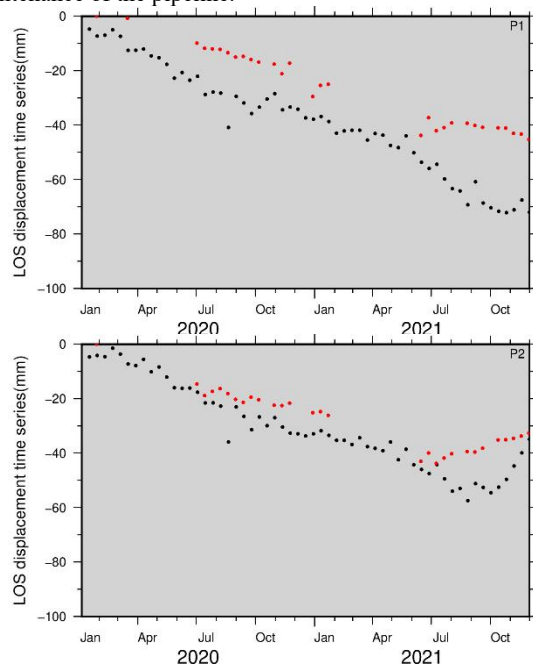 maintenance of the pipeline.
P1
LOS displacement time series(mm)
0
−20
−40
−60
−80
−100
Jan Apr Jul Oct Jan Apr Jul Oct
2020 2021
P2
LOS displacement time series(mm)
0
−20
−40
−60
−80
−100
Jan Apr Jul Oct Jan Apr Jul Oct
2020 2021